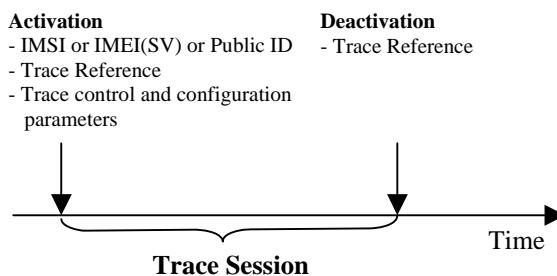 Activation
- IMSI or IMEI(SV) or Public ID
- Trace Reference
- Trace control and configuration
parameters
Deactivation
- Trace Reference
Time
Trace Session